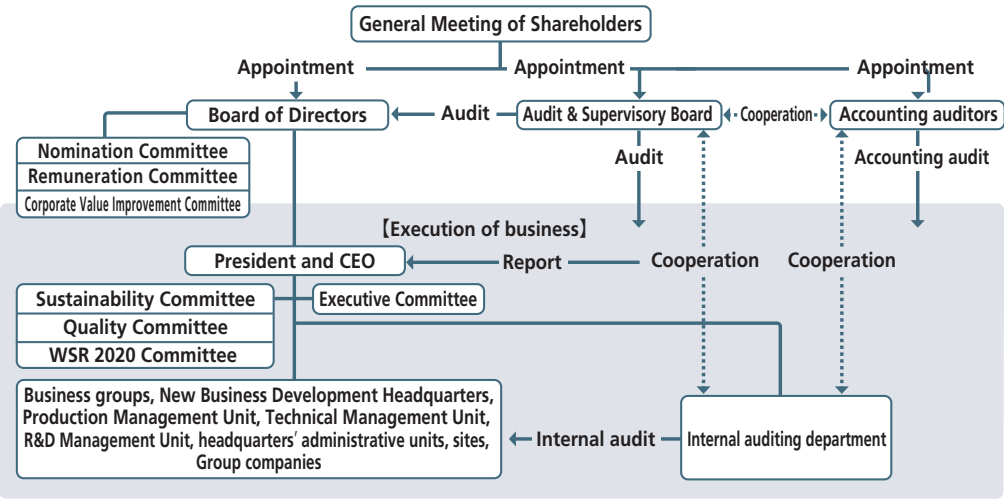 General Meeting of Shareholders
Appointment
Appointment
Appointment
Board of Directors
Audit
Audit & Supervisory Board
Cooperation
Accounting auditors
Nomination Committee
Remuneration Committee
Corporate Value Improvement Committee
Audit
Accounting audit
【Execution of business】
President and CEO
Report
Cooperation
Cooperation
Sustainability Committee
Quality Committee
WSR 2020 Committee
Executive Committee
Business groups, New Business Development Headquarters,
Production Management Unit, Technical Management Unit,
R&D Management Unit, headquarters' administrative units, sites,
Group companies
Internal audit
Internal auditing department